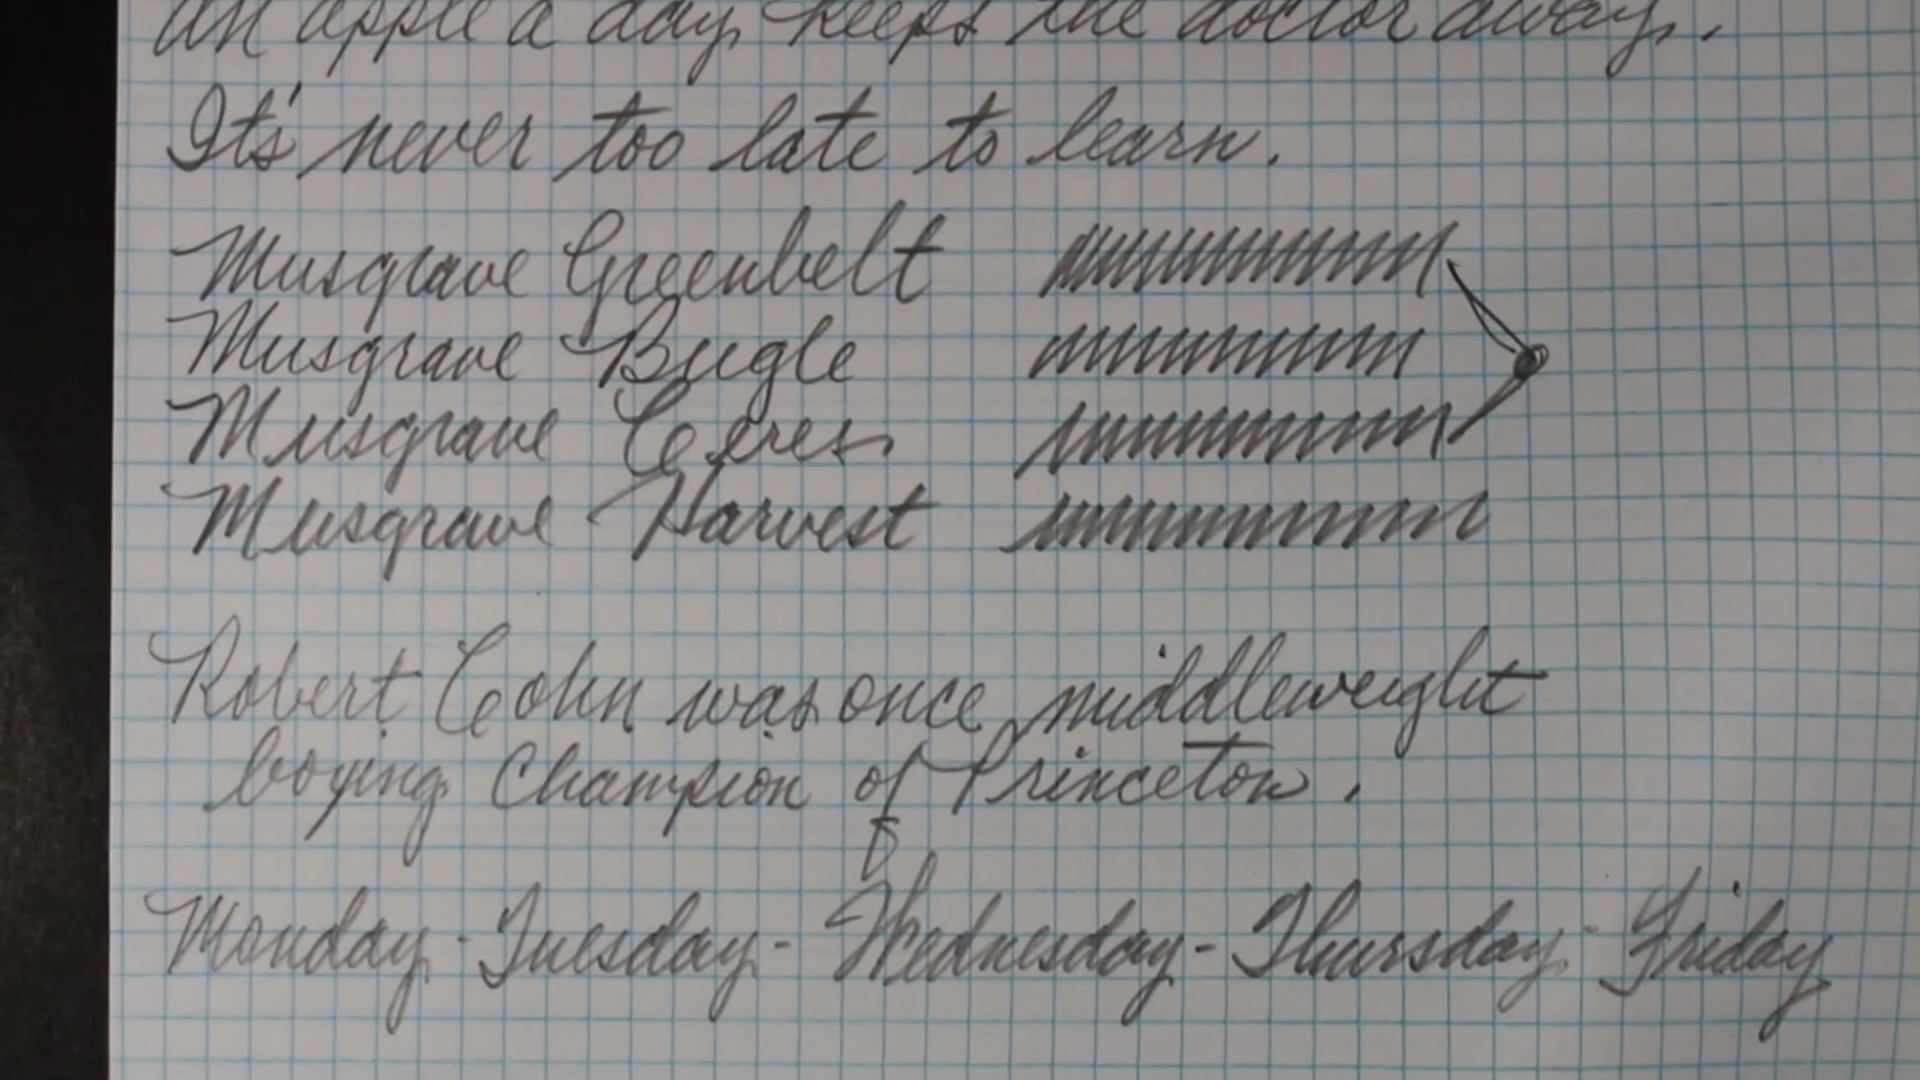 An apple a day keeps the doctor away.
It's never too late to learn.
Musgrave Greenbelt
Musgrave Bugle
Musgrave Ceres
Musgrave Harvest
Robert Cohn was once middleweight
boxing Champion of Princeton.
Monday - Tuesday - Wednesday - Thursday - Friday